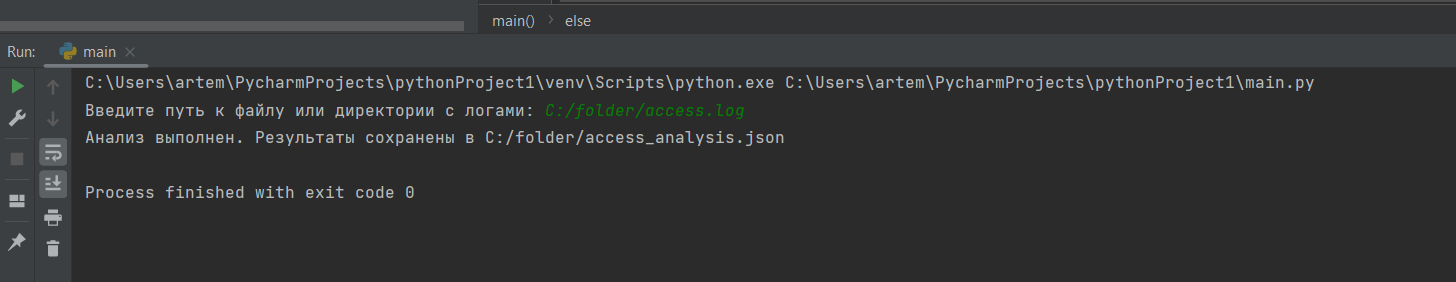 main() › else
Run: main ×
C:\Users\artem\PycharmProjects\pythonProject1\venv\Scripts\python.exe C:\Users\artem\PycharmProjects\pythonProject1\main.py
Введите путь к файлу или директории с логами: C:/folder/access.log
Анализ выполнен. Результаты сохранены в C:/folder/access_analysis.json
Process finished with exit code 0